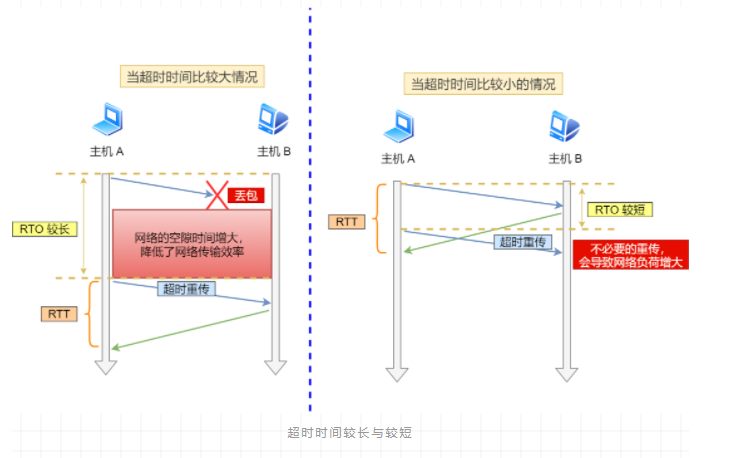 当超时时间比较大情况
主机 A
主机 B
丢包
RTO 较长
网络的空隙时间增大,
降低了网络传输效率
超时重传
RTT
当超时时间比较小的情况
主机 A
主机 B
RTT
RTO 较短
超时重传
不必要的重传,
会导致网络负荷增大
超时时间较长与较短